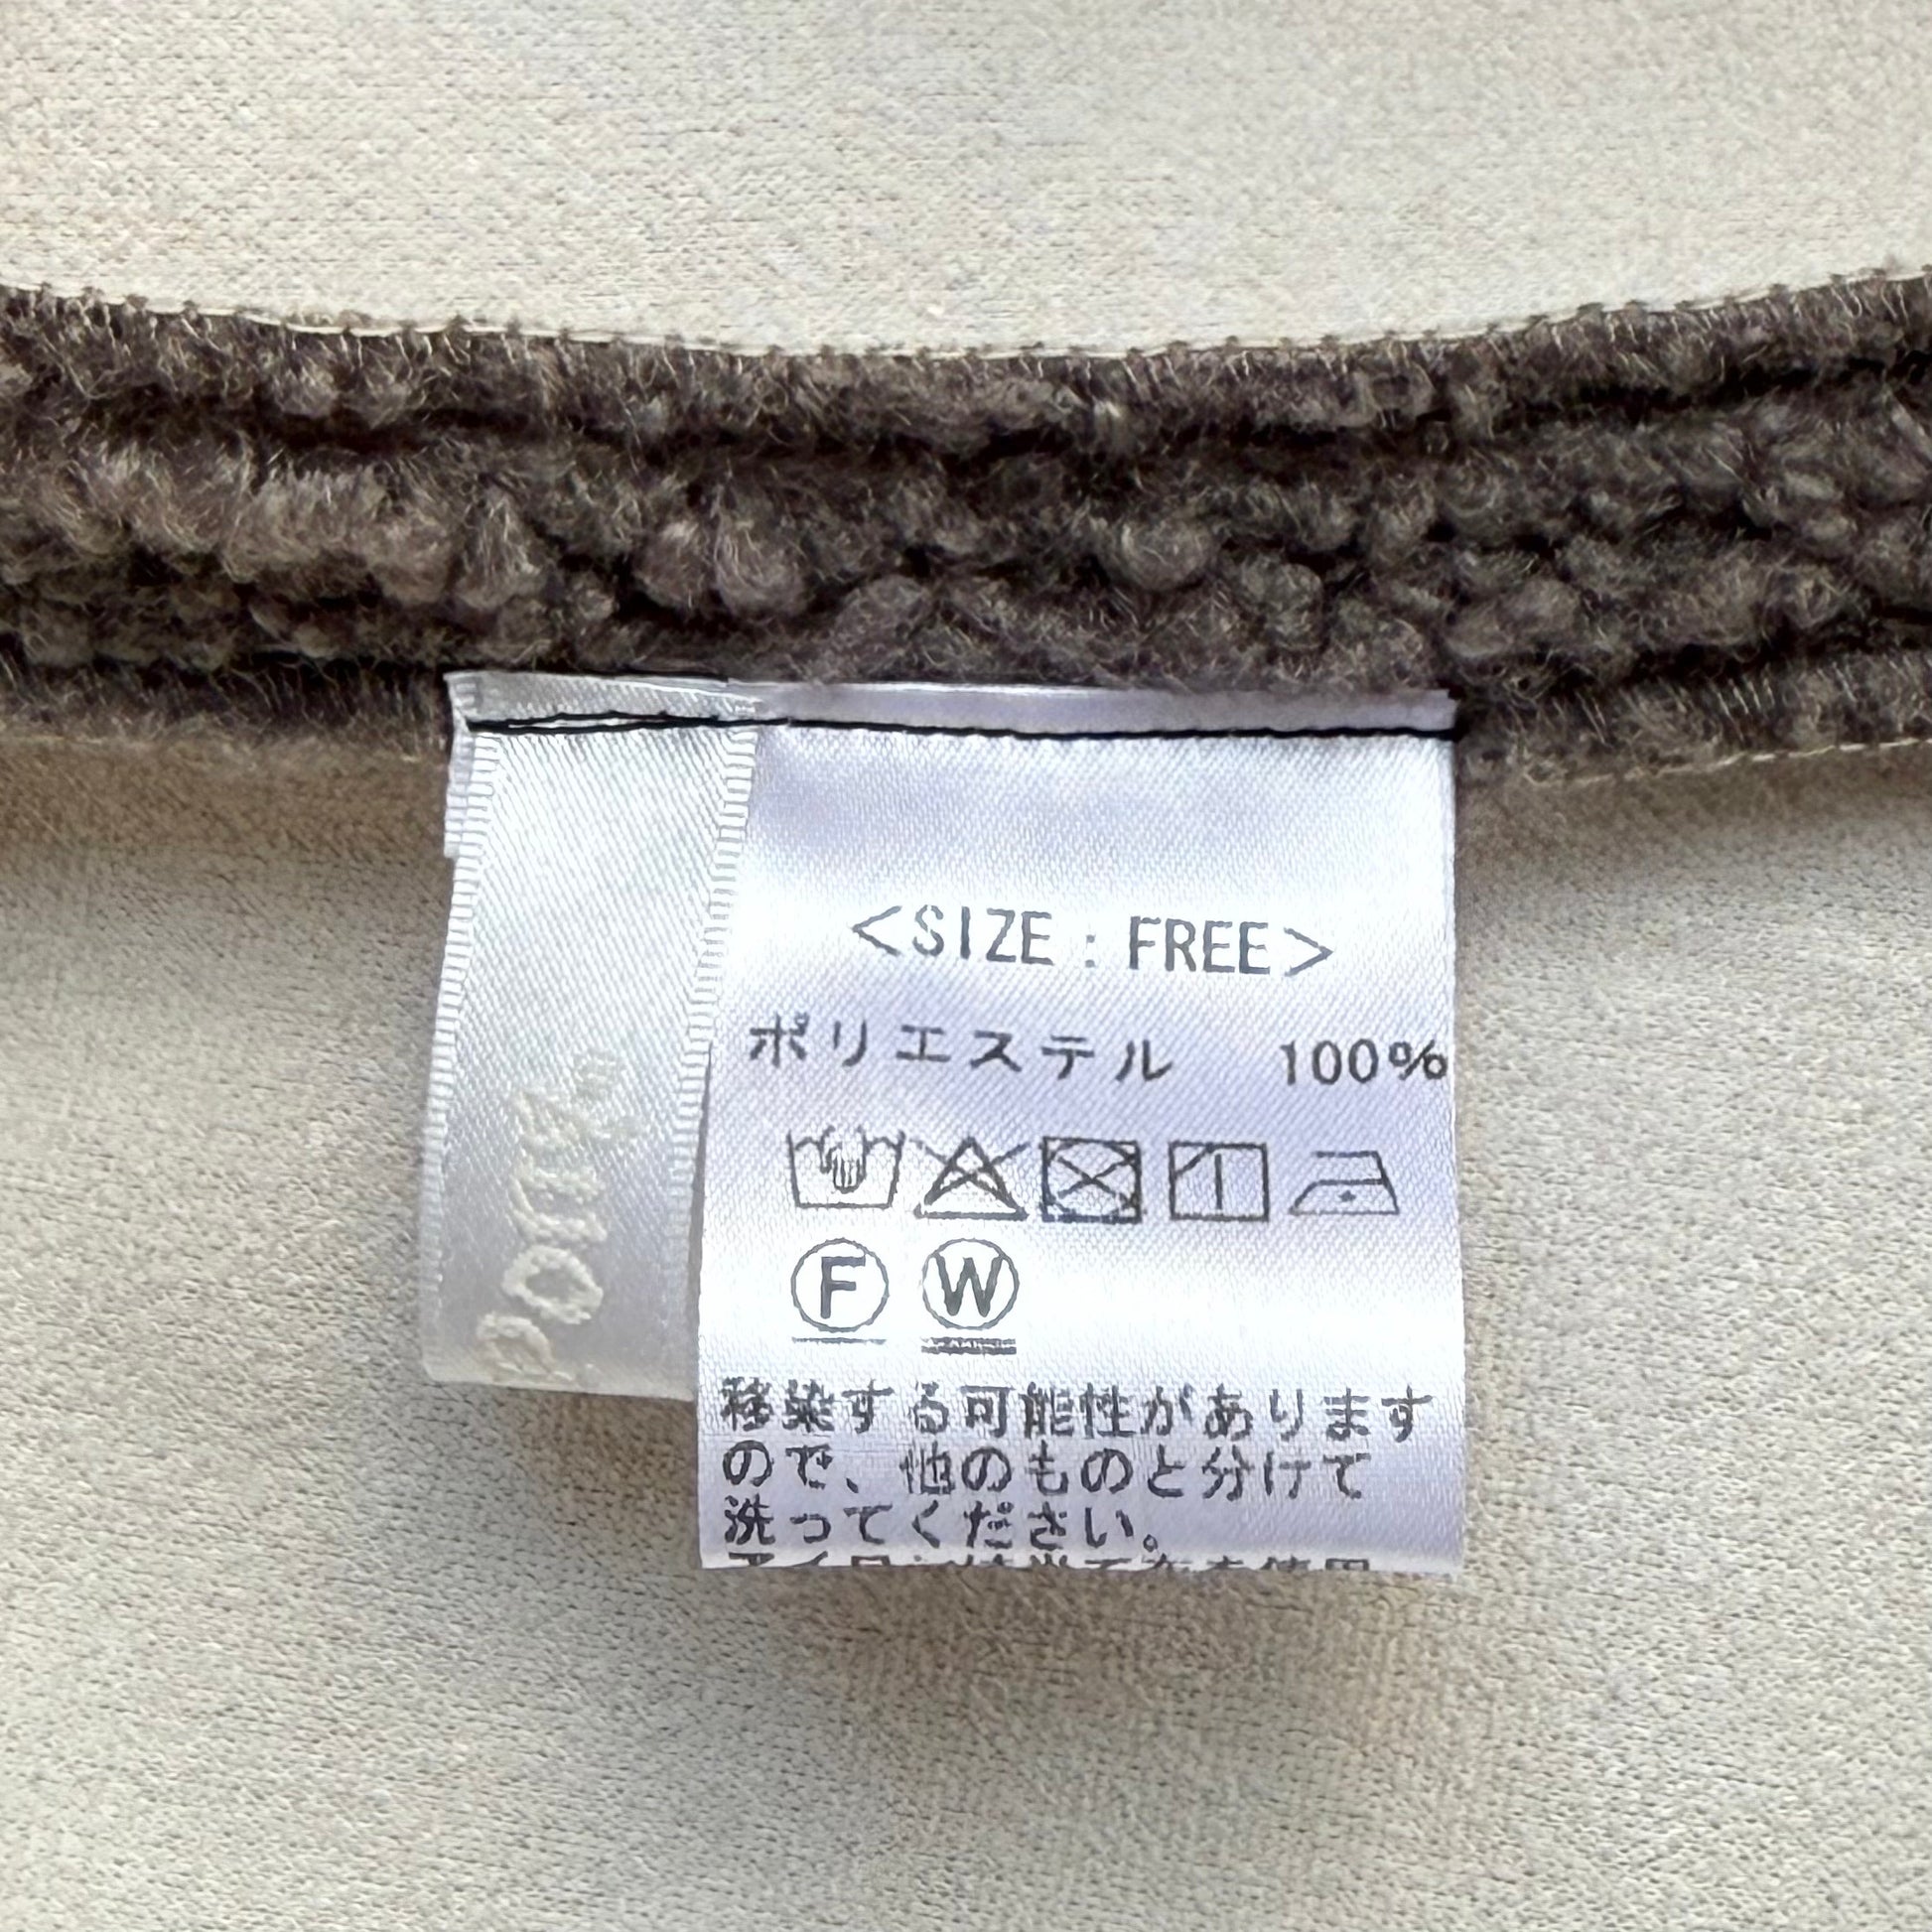 <SIZE : FREE>
ポリエステル 100%
F W
移染する可能性があります
ので、他のものと分けて
洗ってください。